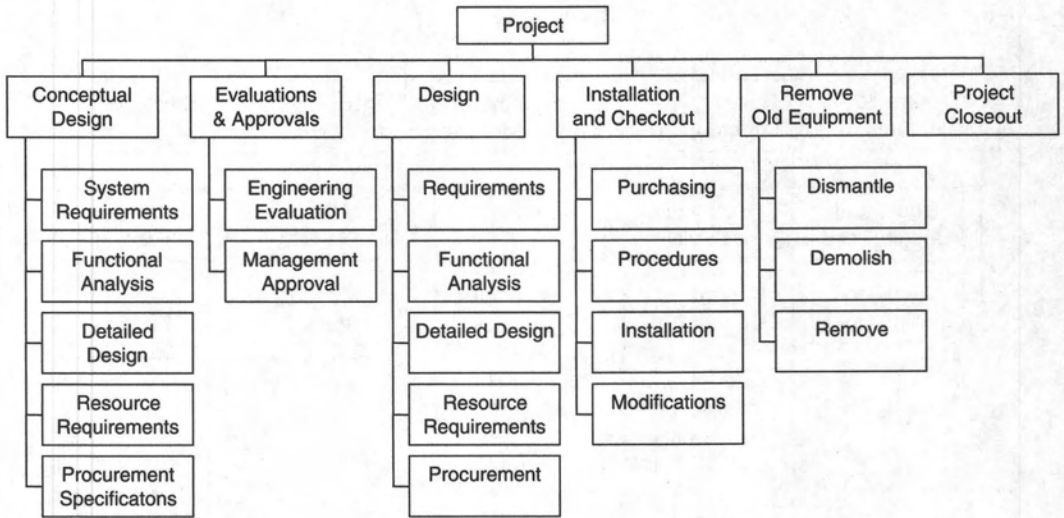 Project
Conceptual
Design
Evaluations
& Approvals
Design
Installation
and Checkout
Remove
Old Equipment
Project
Closeout
System
Requirements
Functional
Analysis
Detailed
Design
Resource
Requirements
Procurement
Specificatons
Engineering
Evaluation
Management
Approval
Requirements
Functional
Analysis
Detailed Design
Resource
Requirements
Procurement
Purchasing
Procedures
Installation
Modifications
Dismantle
Demolish
Remove